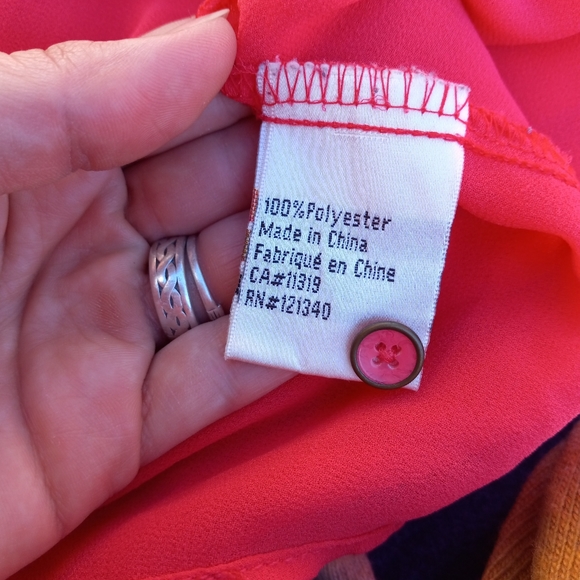 100%Polyester
Made in China
Fabriqué en Chine
CA#11319
RN#121340